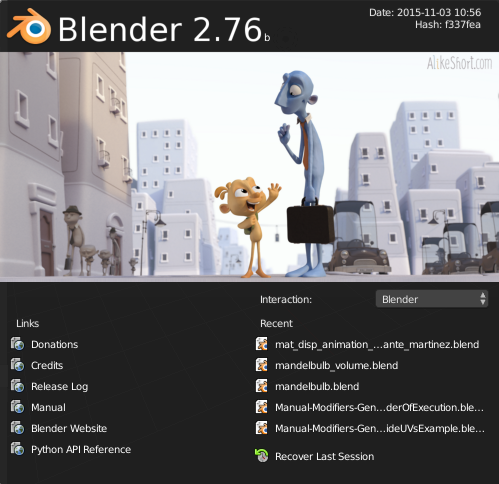 Blender 2.76b
Date: 2015-11-03 10:56
Hash: f337fea
AlikeShort.com
Interaction: Blender
Links
Donations
Credits
Release Log
Manual
Blender Website
Python API Reference
Recent
mat_disp_animation_...ante_martinez.blend
mandelbulb_volume.blend
mandelbulb.blend
Manual-Modifiers-Gen...derOfExecution.ble...
Manual-Modifiers-Gen...ideUVsExample.ble...
Recover Last Session